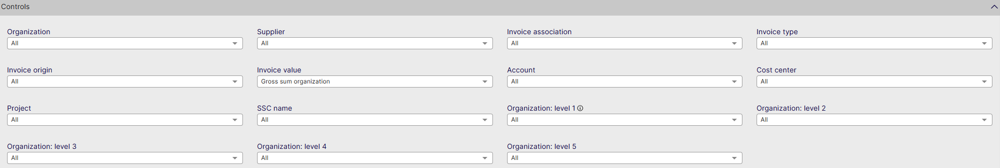 Controls
Organization
Supplier
Invoice association
Invoice type
All
All
All
All
Invoice origin
Invoice value
Account
Cost center
All
Gross sum organization
All
All
Project
SSC name
Organization: level 1
Organization: level 2
All
All
All
All
Organization: level 3
Organization: level 4
Organization: level 5
All
All
All